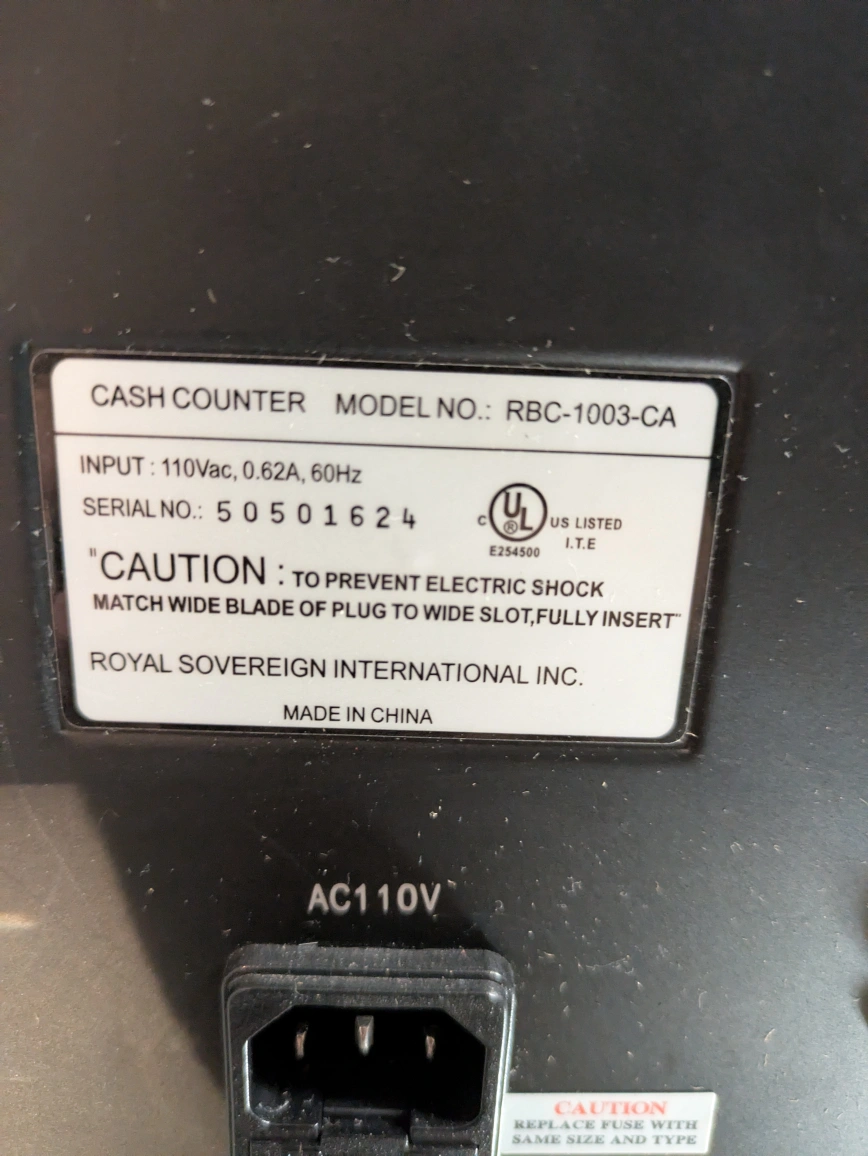 CASH COUNTER MODEL NO.: RBC-1003-CA
INPUT : 110Vac, 0.62A, 60Hz
SERIAL NO.: 50501624
C UL ® US LISTED
I.T.E
E254500
"CAUTION : TO PREVENT ELECTRIC SHOCK
MATCH WIDE BLADE OF PLUG TO WIDE SLOT,FULLY INSERT"
ROYAL SOVEREIGN INTERNATIONAL INC.
MADE IN CHINA
AC110V
CAUTION
REPLACE FUSE WITH
SAME SIZE AND TYPE